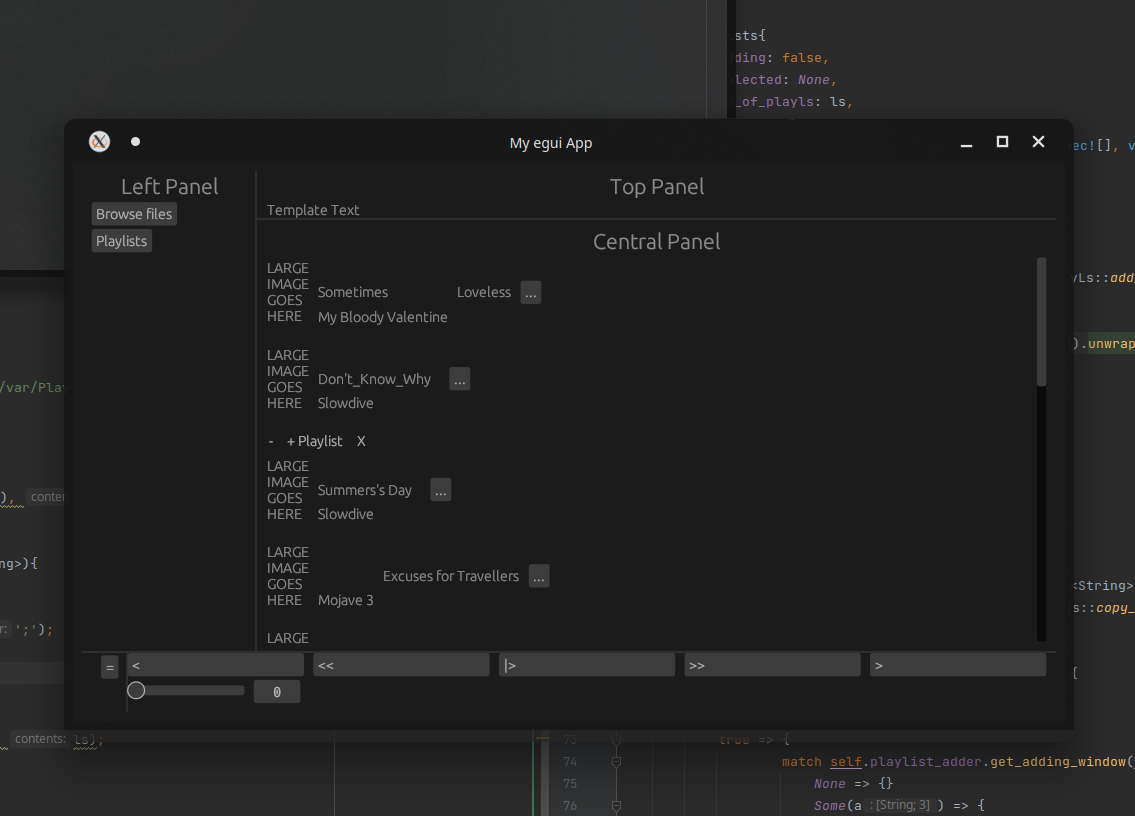 sts{
ding: false,
lected: None,
_of_playls: ls,
My egui App
ec![], v
Left Panel
Top Panel
Browse files
Template Text
Playlists
Central Panel
LARGE
IMAGE
GOES
HERE
Sometimes Loveless ...
My Bloody Valentine
yLs::add
LARGE
IMAGE
GOES
HERE
Don't_Know_Why ...
Slowdive
).unwrap
/var/Pla
- + Playlist X
LARGE
IMAGE
GOES
HERE
Summers's Day ...
Slowdive
), conten
LARGE
IMAGE
GOES
HERE
Excuses for Travellers ...
Mojave 3
ng>){
<String>
s::copy_
r: ';');
LARGE
= < << |> >> >
{
0
contents: ls);
73 true => {
74 match self.playlist_adder.get_adding_window(
75 None => {}
76 Some(a : [String; 3] ) => {